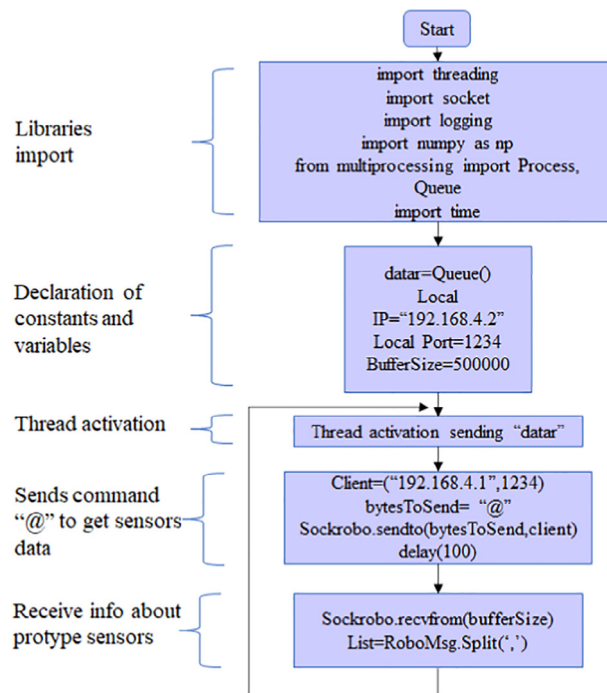 Start
Libraries
import
import threading
import socket
import logging
import numpy as np
from multiprocessing import Process,
Queue
import time
Declaration of
constants and
variables
datar=Queue()
Local
IP=“192.168.4.2”
Local Port=1234
BufferSize=500000
Thread activation
Thread activation sending “datar”
Sends command
“@” to get sensors
data
Client=(“192.168.4.1”,1234)
bytesToSend= “@”
Sockrobo.sendto(bytesToSend,client)
delay(100)
Receive info about
protype sensors
Sockrobo.recvfrom(bufferSize)
List=RoboMsg.Split(‘,’)